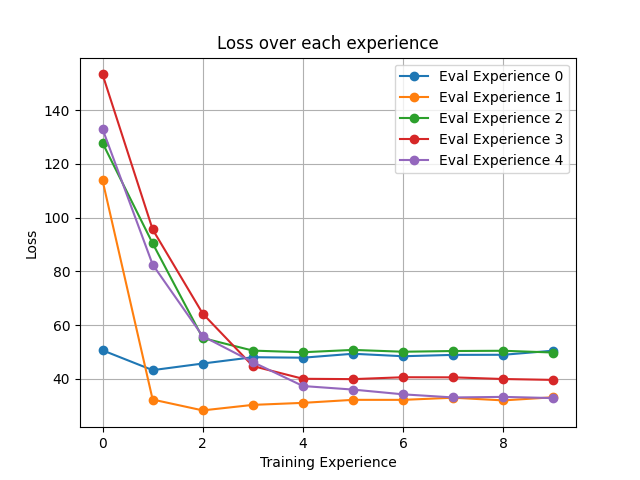 Loss over each experience
Eval Experience 0
Eval Experience 1
Eval Experience 2
Eval Experience 3
Eval Experience 4
140
120
100
80
60
40
Loss
0 2 4 6 8
Training Experience